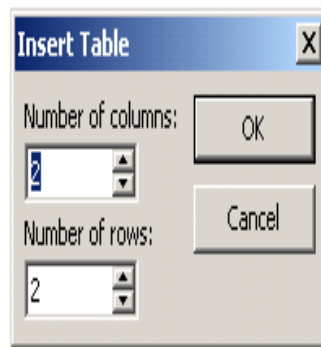 Insert Table
Number of columns:
2
OK
Cancel
Number of rows:
2